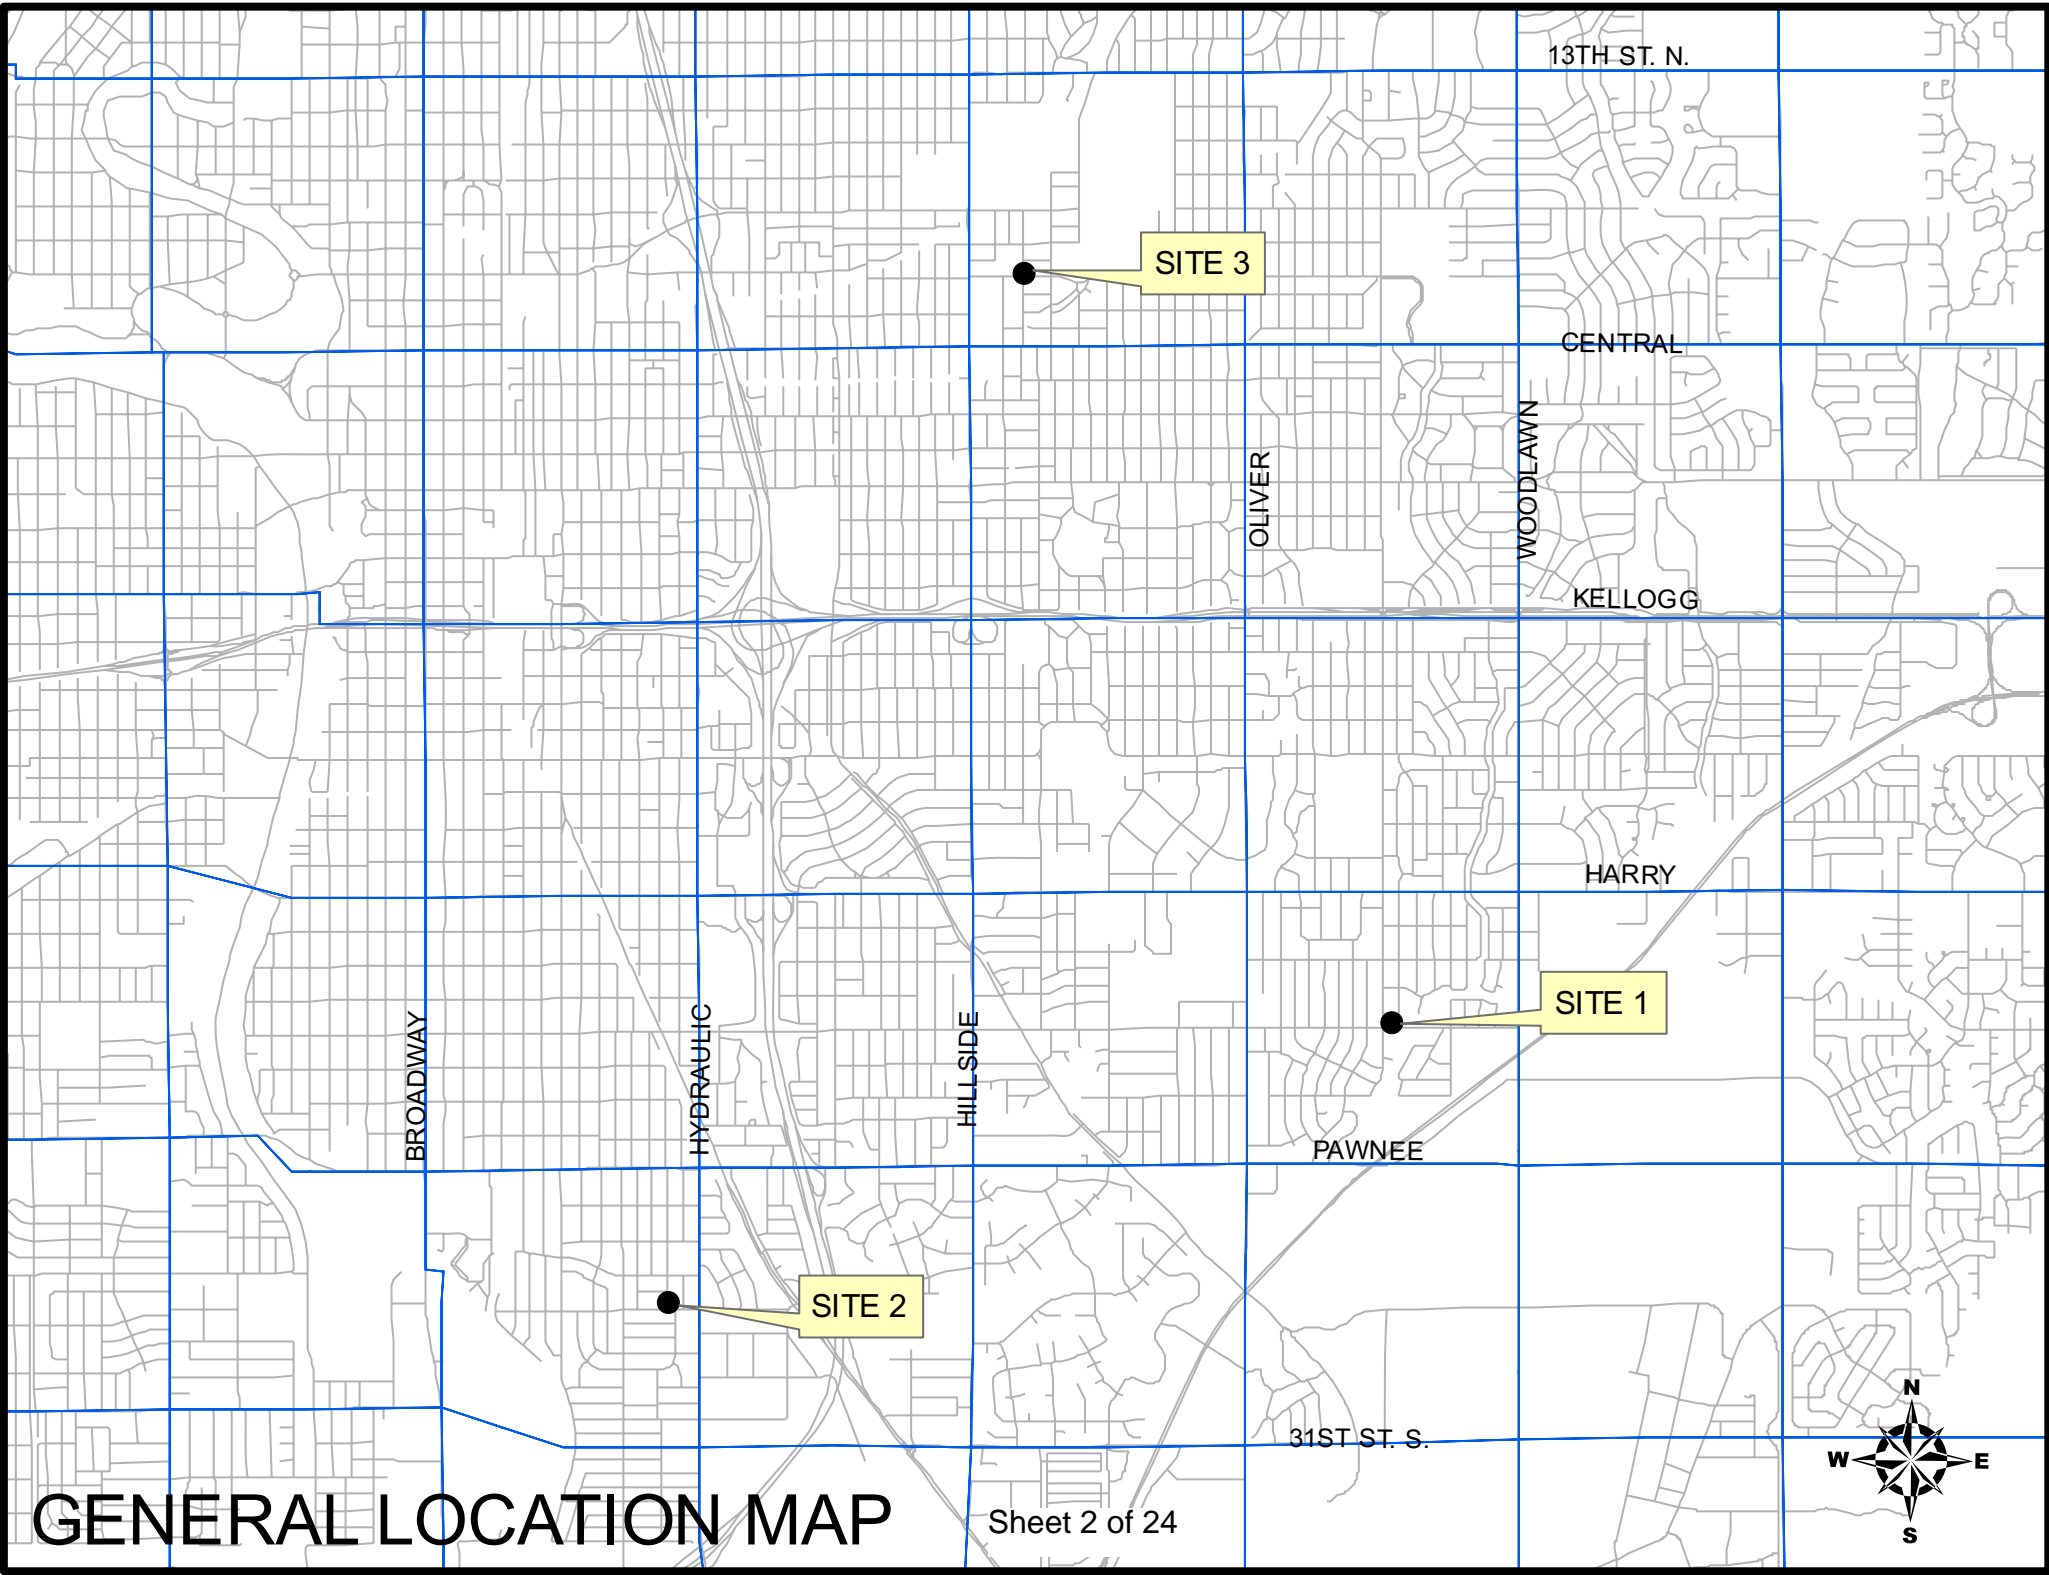 13TH ST. N.
SITE 3
CENTRAL
WOODLAWN
OLIVER
KELLOGG
HARRY
SITE 1
BROADWAY
HYDRAULIC
HILLSIDE
PAWNEE
SITE 2
31ST ST. S.
N
W
E
S
GENERAL LOCATION MAP
Sheet 2 of 24